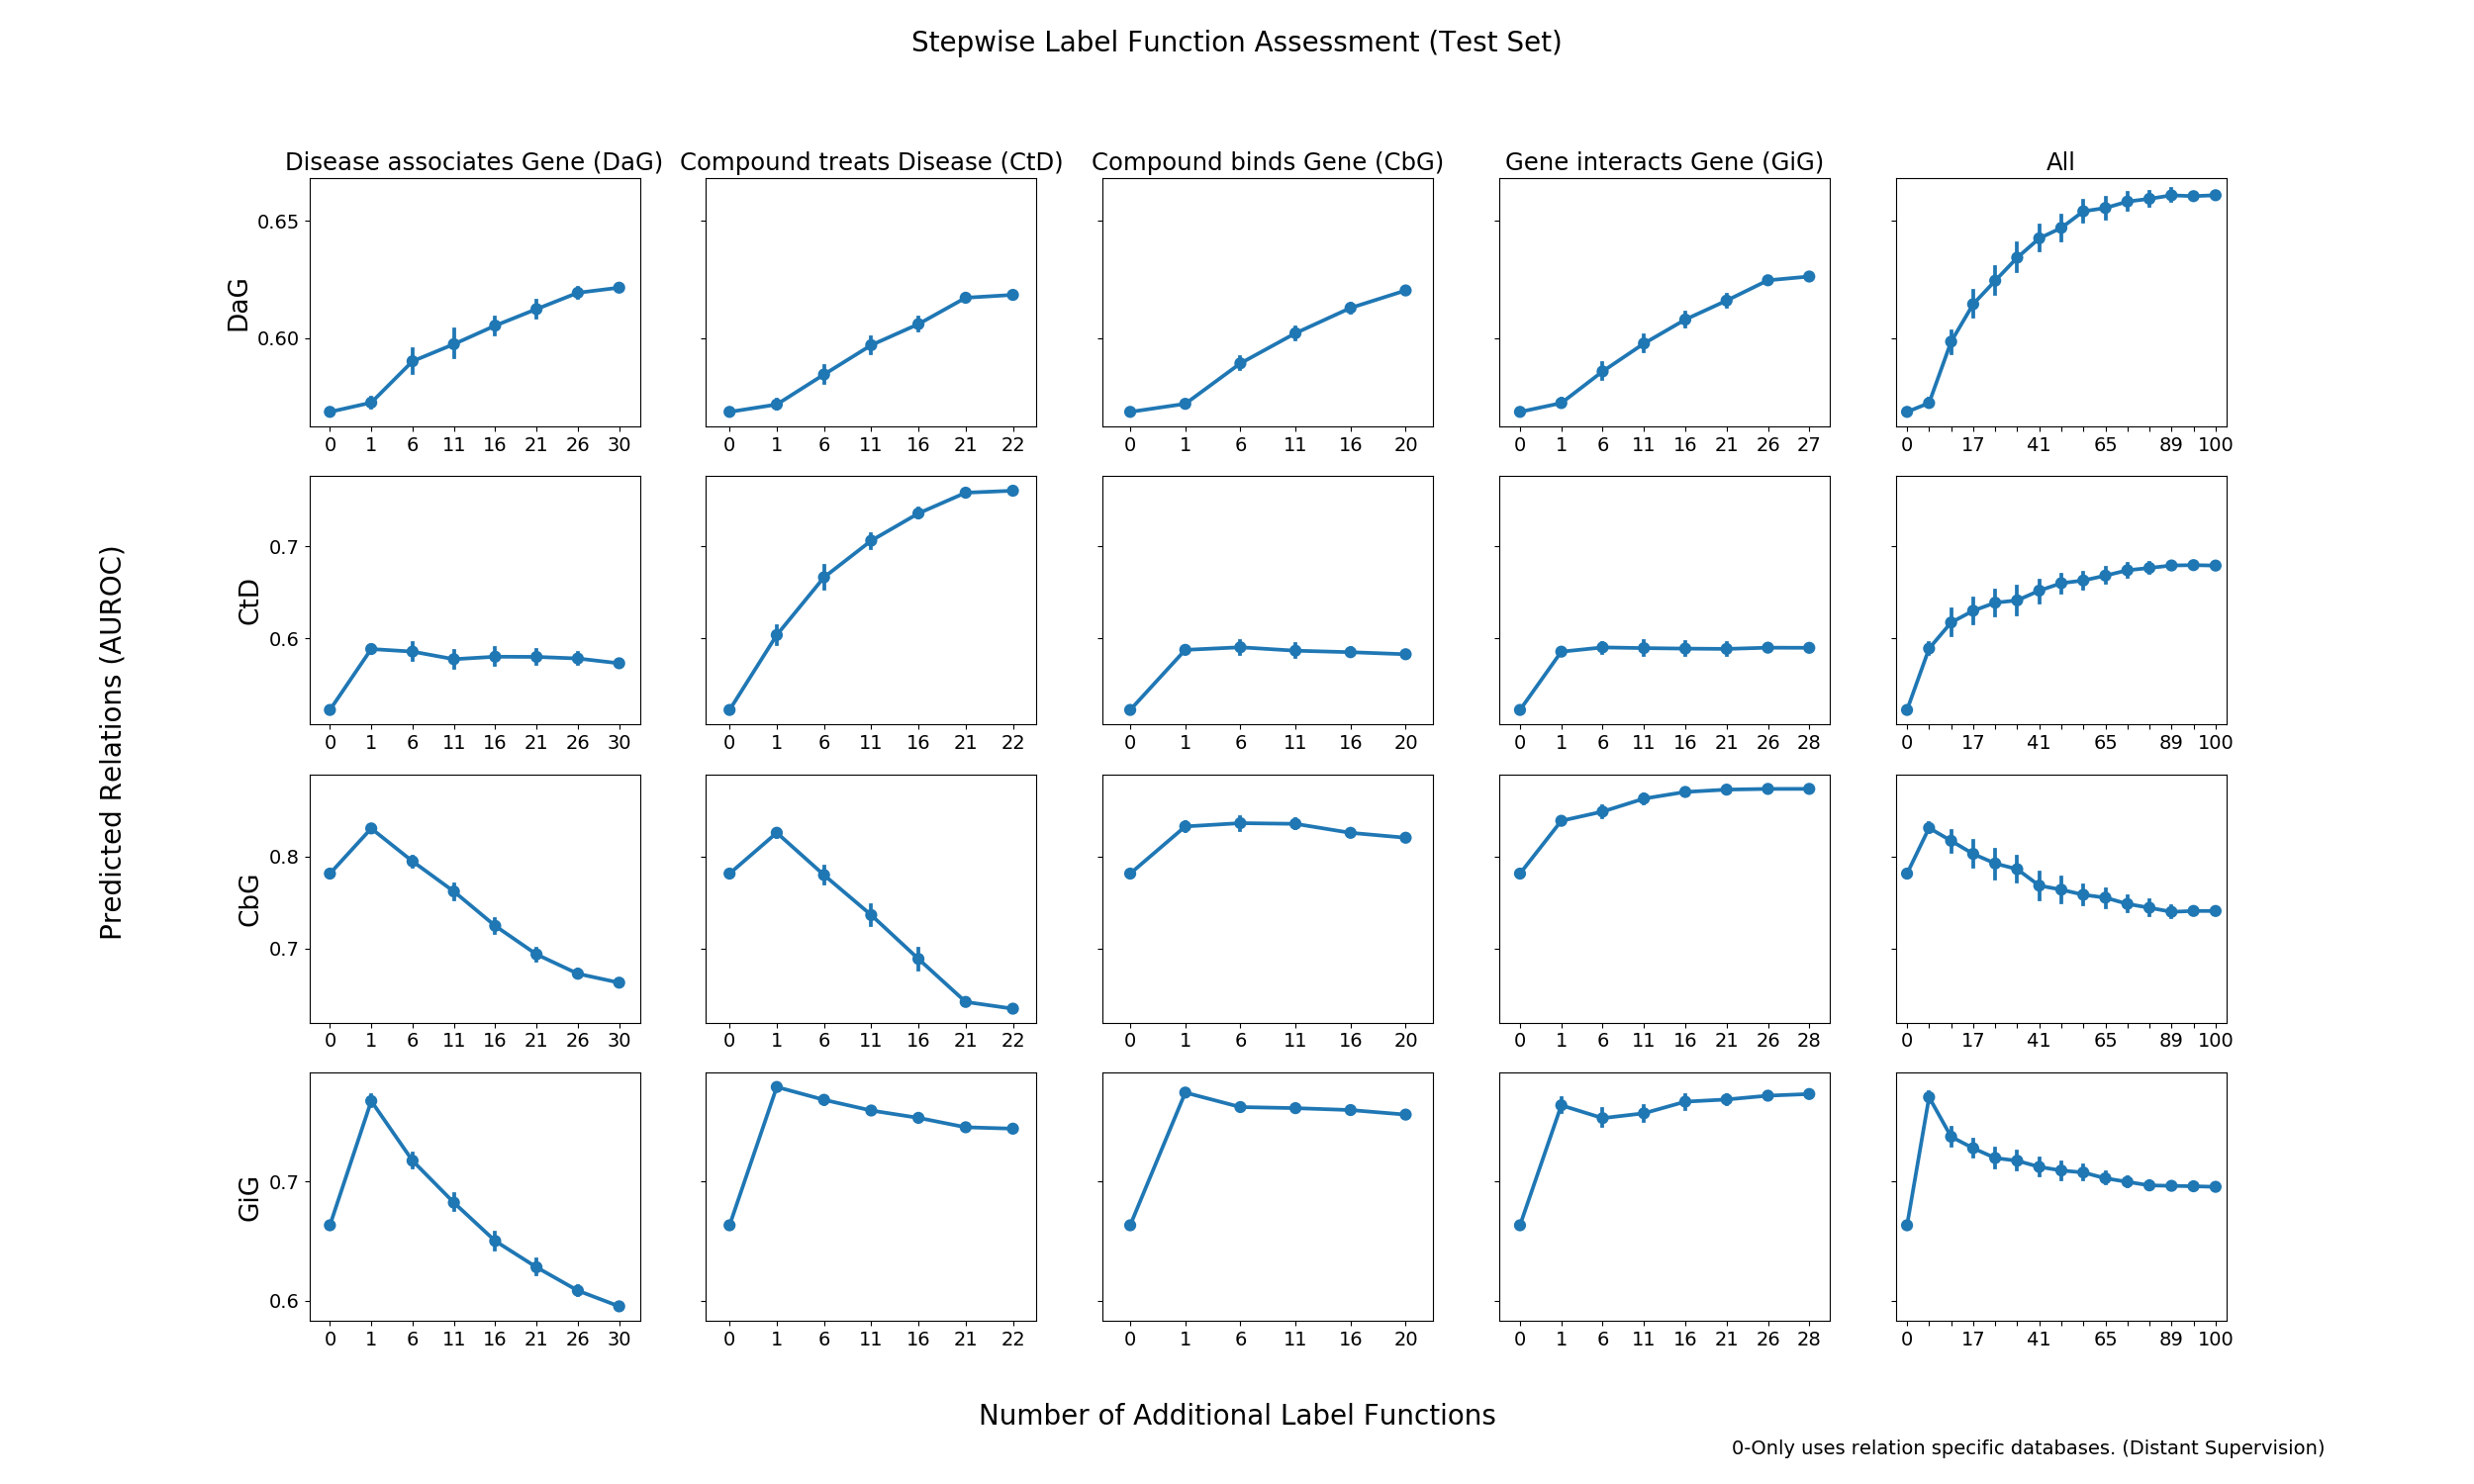 Stepwise Label Function Assessment (Test Set)
Disease associates Gene (DaG) Compound treats Disease (CtD) Compound binds Gene (CbG) Gene interacts Gene (GiG) All
DaG
0.65
0.60
0 1 6 11 16 21 26 30
0 1 6 11 16 21 22
0 1 6 11 16 20
0 1 6 11 16 21 26 27
0 17 41 65 89 100
Predicted Relations (AUROC)
CtD
0.7
0.6
0 1 6 11 16 21 26 30
0 1 6 11 16 21 22
0 1 6 11 16 20
0 1 6 11 16 21 26 28
0 17 41 65 89 100
CbG
0.8
0.7
0 1 6 11 16 21 26 30
0 1 6 11 16 21 22
0 1 6 11 16 20
0 1 6 11 16 21 26 28
0 17 41 65 89 100
GiG
0.7
0.6
0 1 6 11 16 21 26 30
0 1 6 11 16 21 22
0 1 6 11 16 20
0 1 6 11 16 21 26 28
0 17 41 65 89 100
Number of Additional Label Functions
0-Only uses relation specific databases. (Distant Supervision)